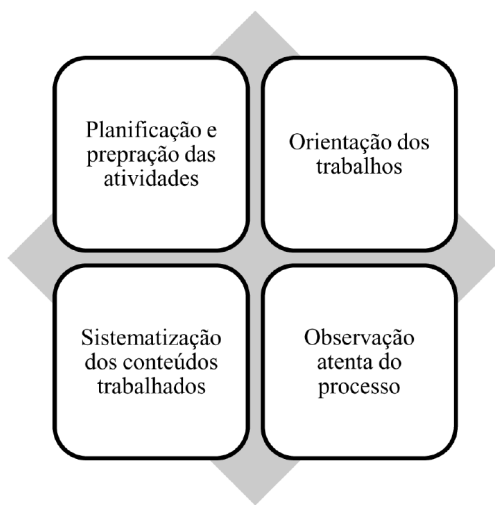 Planificação e
prepração das
atividades
Orientação dos
trabalhos
Sistematização
dos conteúdos
trabalhados
Observação
atenta do
processo